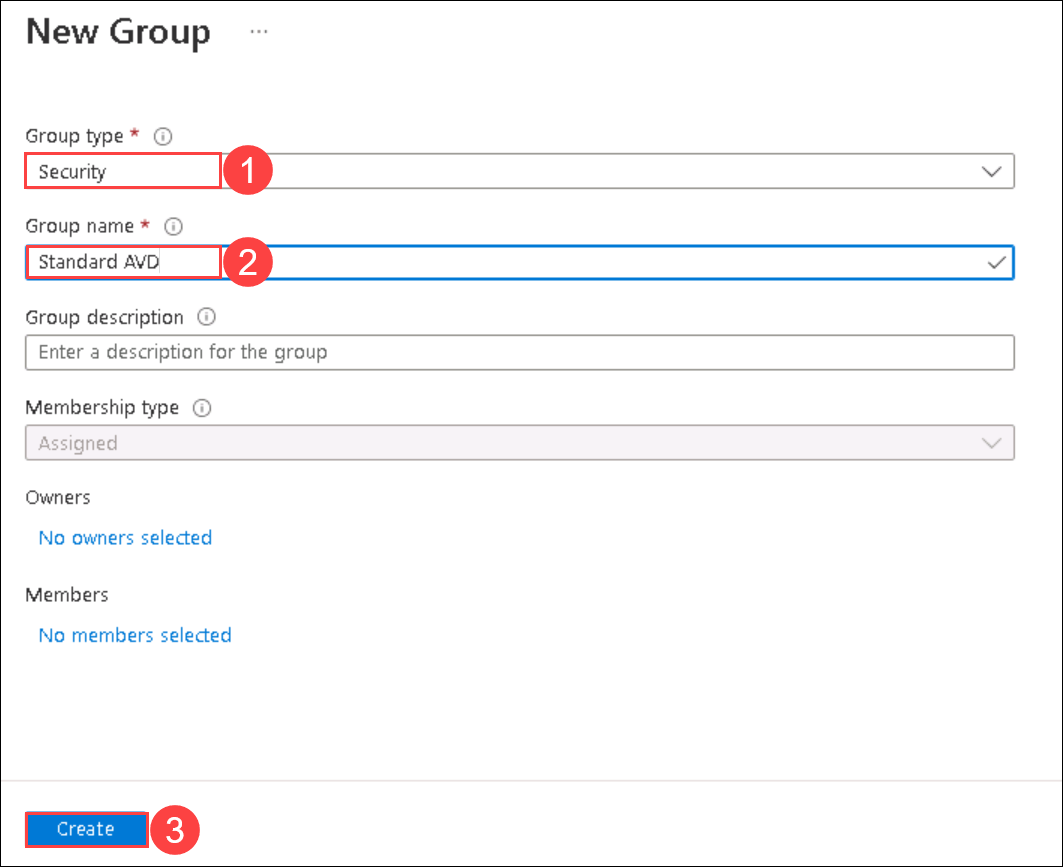 New Group ...
Group type *
Security
1
Group name *
Standard AVD
2
Group description
Enter a description for the group
Membership type
Assigned
Owners
No owners selected
Members
No members selected
Create
3